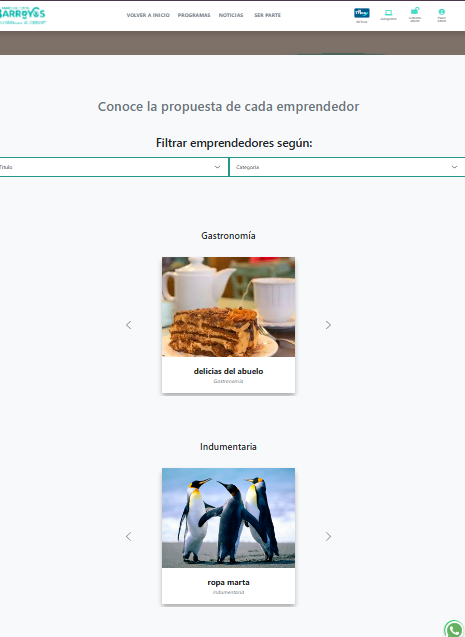 ARROYOS
VOLVER A INICIO PROGRAMAS NOTICIAS SER PARTE
Conoce la propuesta de cada emprendedor
Filtrar emprendedores según:
Título Categoría
Gastronomía
delicias del abuelo
Gastronomía
Indumentaria
ropa marta
Indumentaria